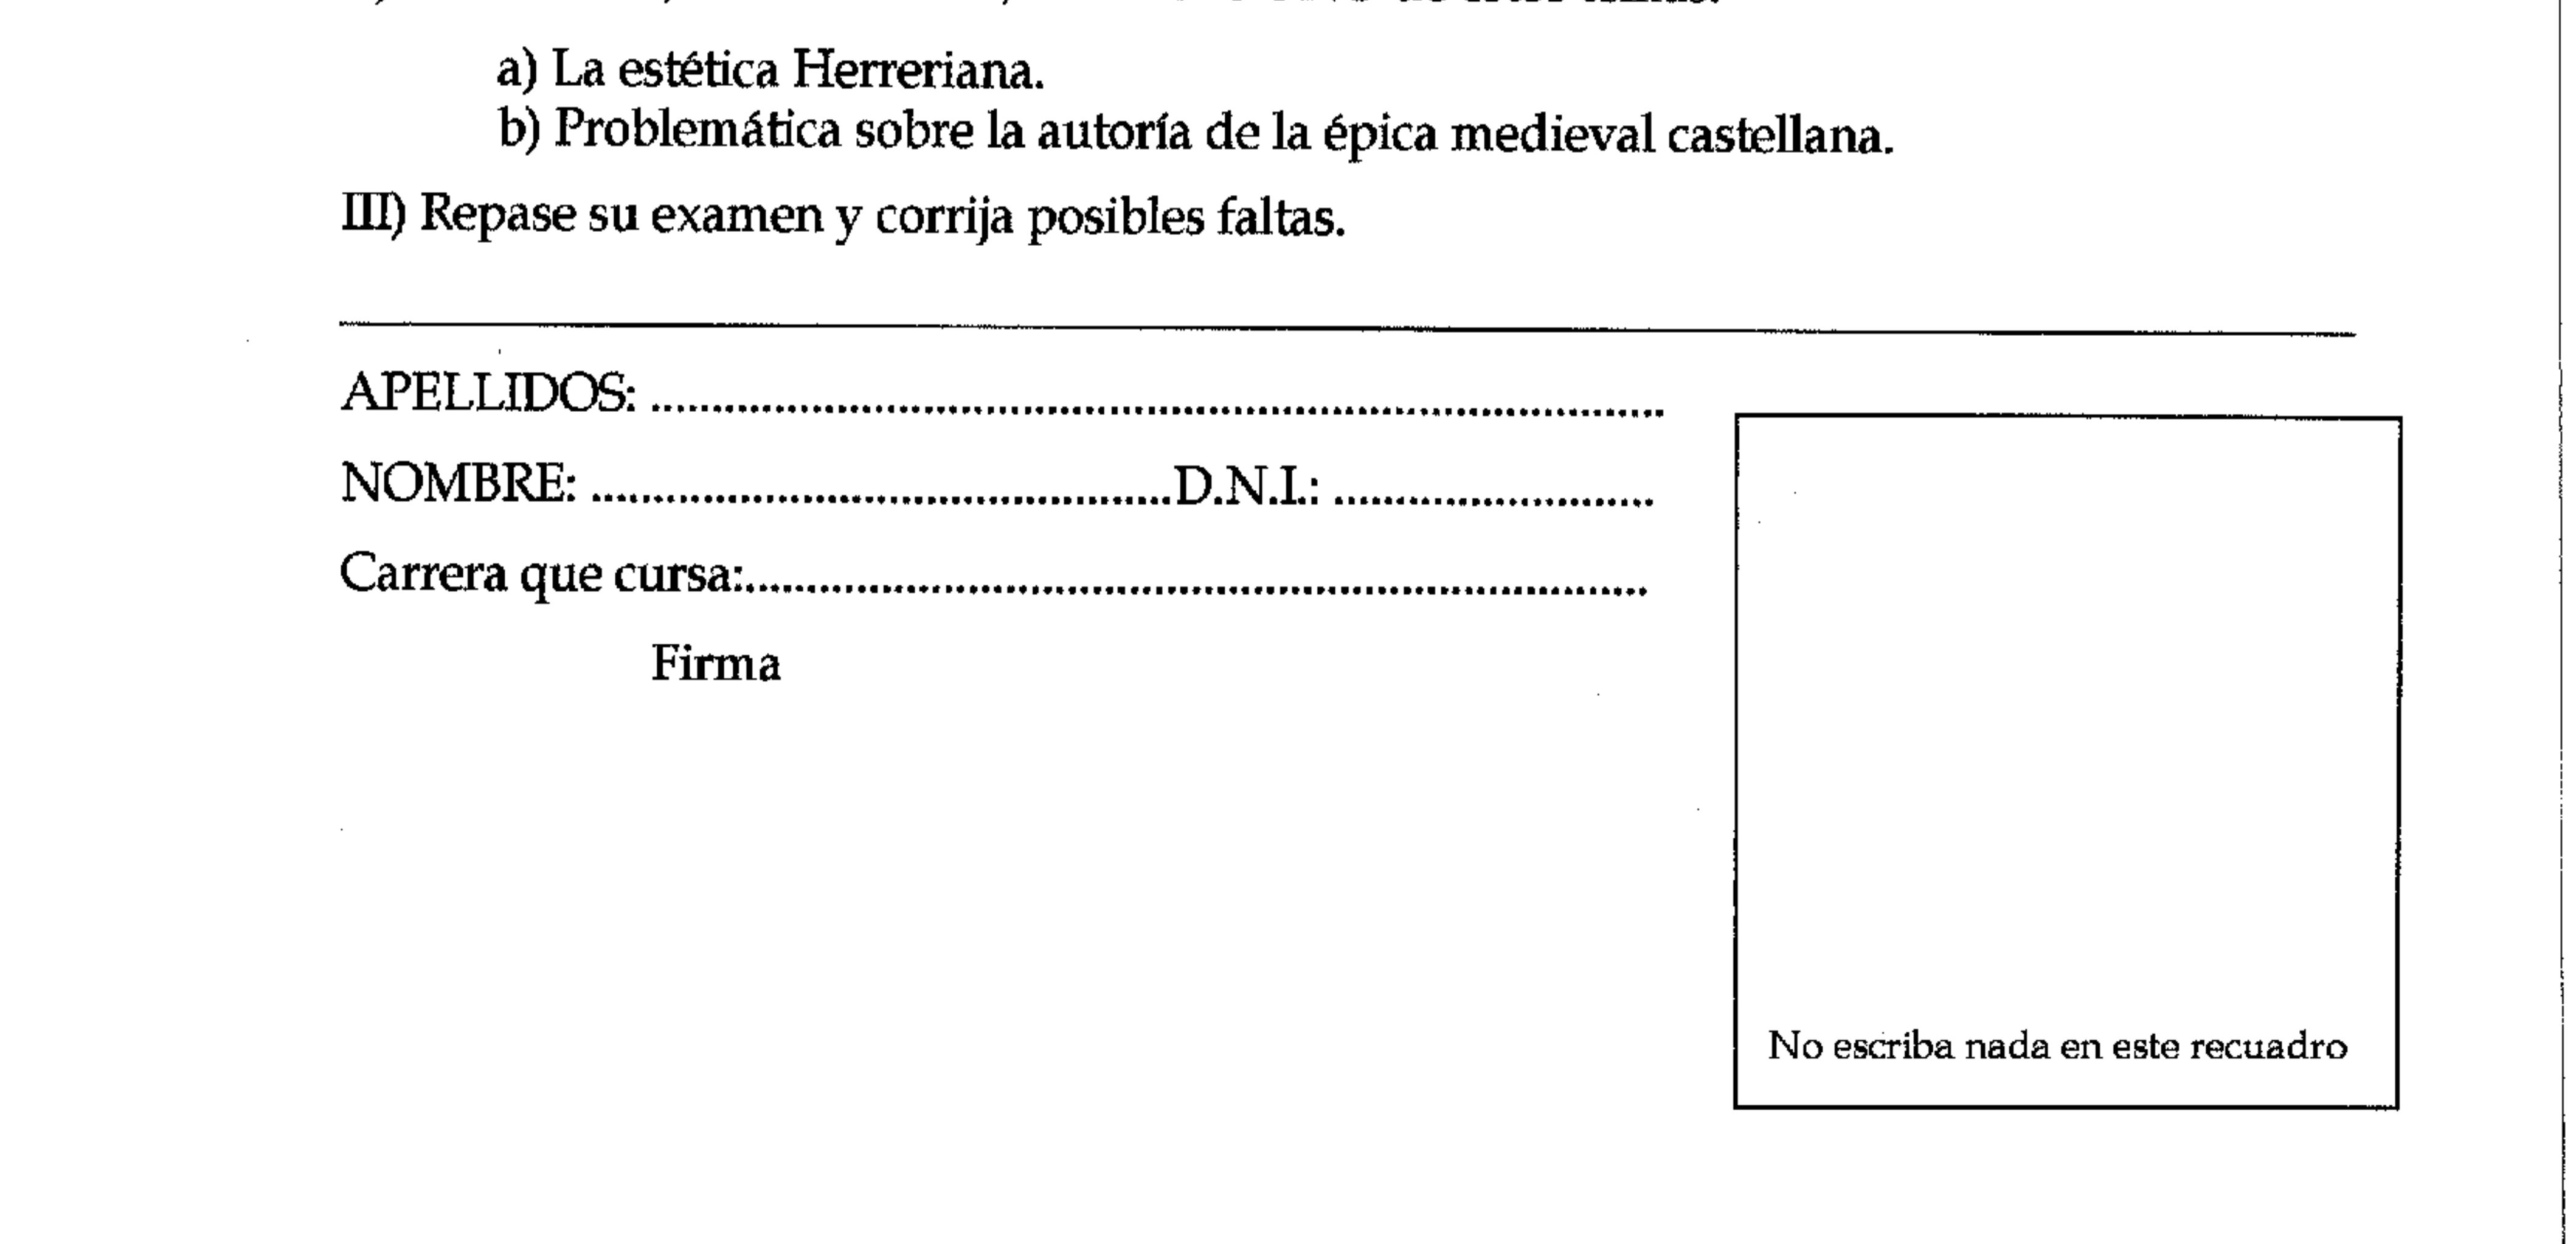 a) La estética Herreriana.
b) Problemática sobre la autoría de la épica medieval castellana.
III) Repase su examen y corrija posibles faltas.
APELLIDOS: ........................................................................................
NOMBRE: ..................................................D.N.I.: ............................
Carrera que cursa:..............................................................................
Firma
No escriba nada en este recuadro